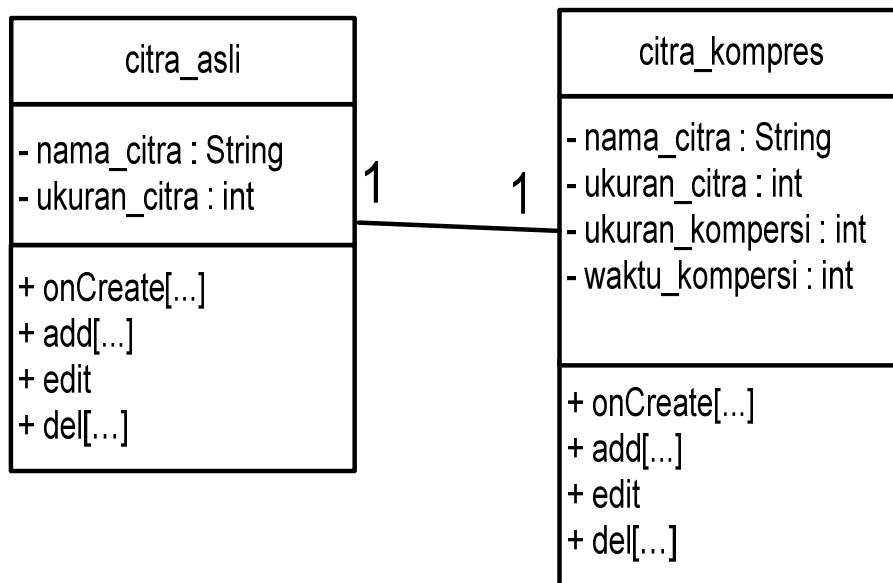 citra_asli
- nama_citra : String
- ukuran_citra : int
+ onCreate[...]
+ add[...]
+ edit
+ del[...]
1
1
citra_kompres
- nama_citra : String
- ukuran_citra : int
- ukuran_kompersi : int
- waktu_kompersi : int
+ onCreate[...]
+ add[...]
+ edit
+ del[...]